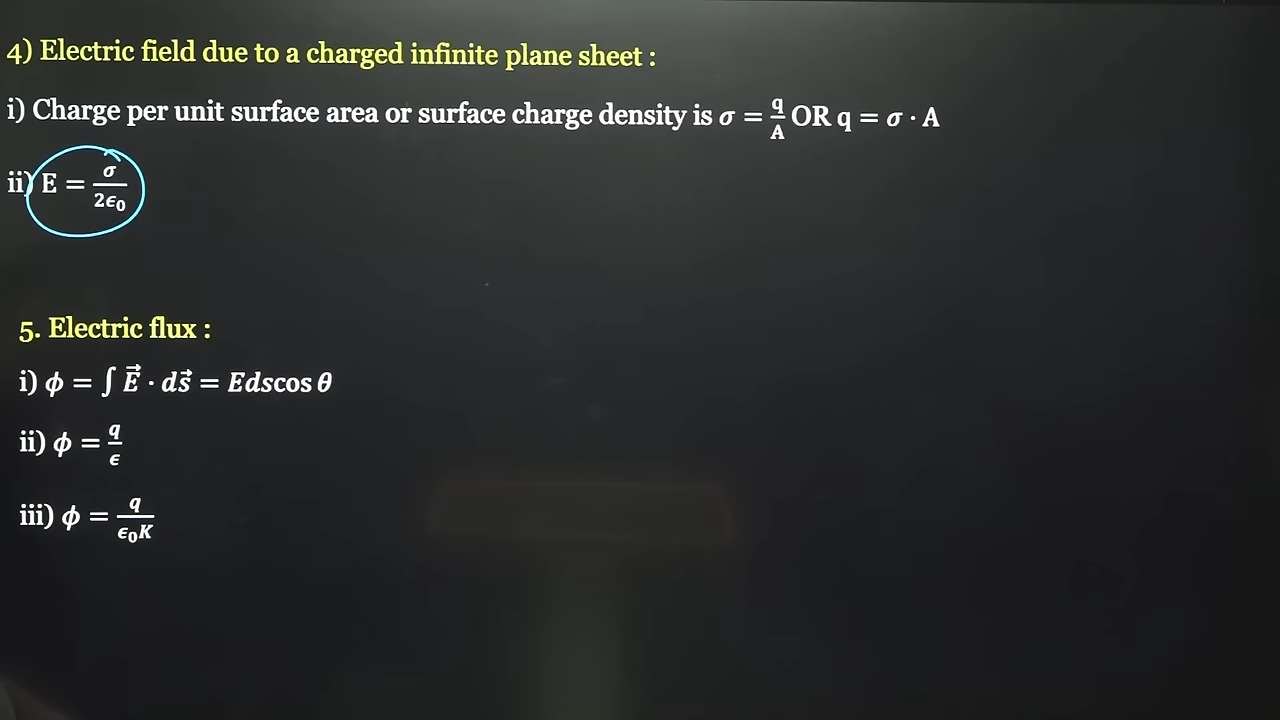 4) Electric field due to a charged infinite plane sheet :
i) Charge per unit surface area or surface charge density is σ = q/A OR q = σ · A
ii) E = σ/2ϵ₀
5. Electric flux :
i) ϕ = ∫ E⃗ · ds⃗ = Edscos θ
ii) ϕ = q/ϵ
iii) ϕ = q/ϵ₀K